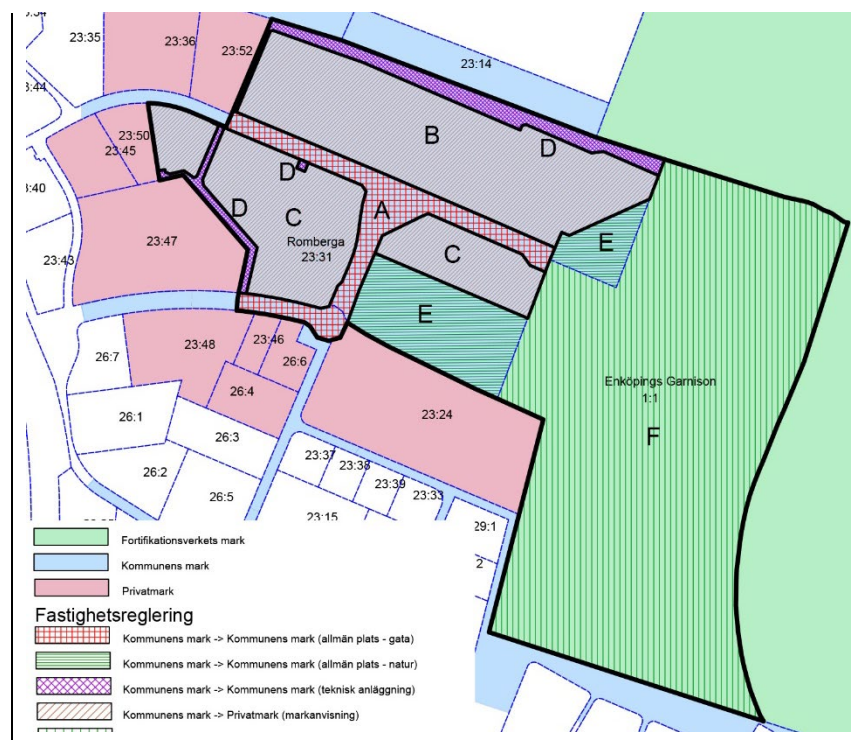 23:35
23:36
23:52
23:14
23:50
23:45
B
D
D
A
D
C
Romberga
23:31
E
C
23:47
23:43
E
23:48
23:46
26:6
26:7
26:4
Enköpings Garnison
1:1
F
26:1
26:3
23:24
26:2
26:5
23:37
23:38
23:39
23:33
23:15
29:1
2
Fortifikationsverkets mark
Kommunens mark
Privatmark
Fastighetsreglering
Kommunens mark -> Kommunens mark (allmän plats - gata)
Kommunens mark -> Kommunens mark (allmän plats - natur)
Kommunens mark -> Kommunens mark (teknisk anläggning)
Kommunens mark -> Privatmark (markanvisning)